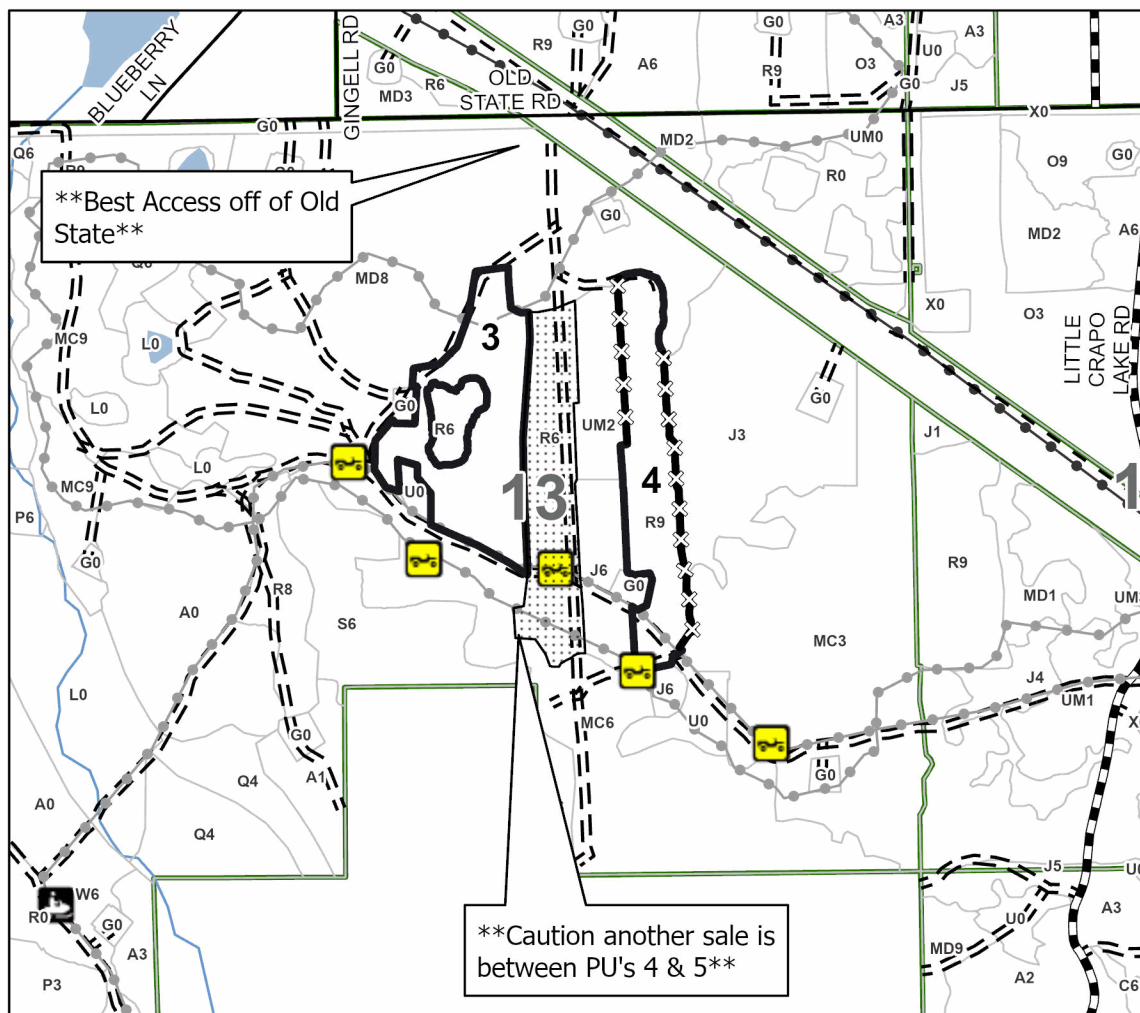 BLUEBERRY
LN
GINGELL RD
G0
MD3
R6
R9
OLD
STATE RD
G0
A6
G0
R9
O3
A3
U0
A3
G0
J5
X0
Q6
G0
MD2
UM0
R0
O9
G0
**Best Access off of Old
State**
G0
MD2
A6
MD8
X0
O3
MC9
L0
3
LITTLE
CRAPO
LAKE RD
L0
G0
R6
R6
UM2
G0
J3
J1
L0
MC9
U0
13
4
1
P6
R9
G0
R9
J6
G0
MD1
A0
R8
S6
MC3
L0
J6
J4
UM1
MC6
U0
G0
A1
G0
Q4
A0
Q4
J5
U0
W6
R0
G0
A3
P3
**Caution another sale is
between PU's 4 & 5**
U0
MD9
A2
A3
C6